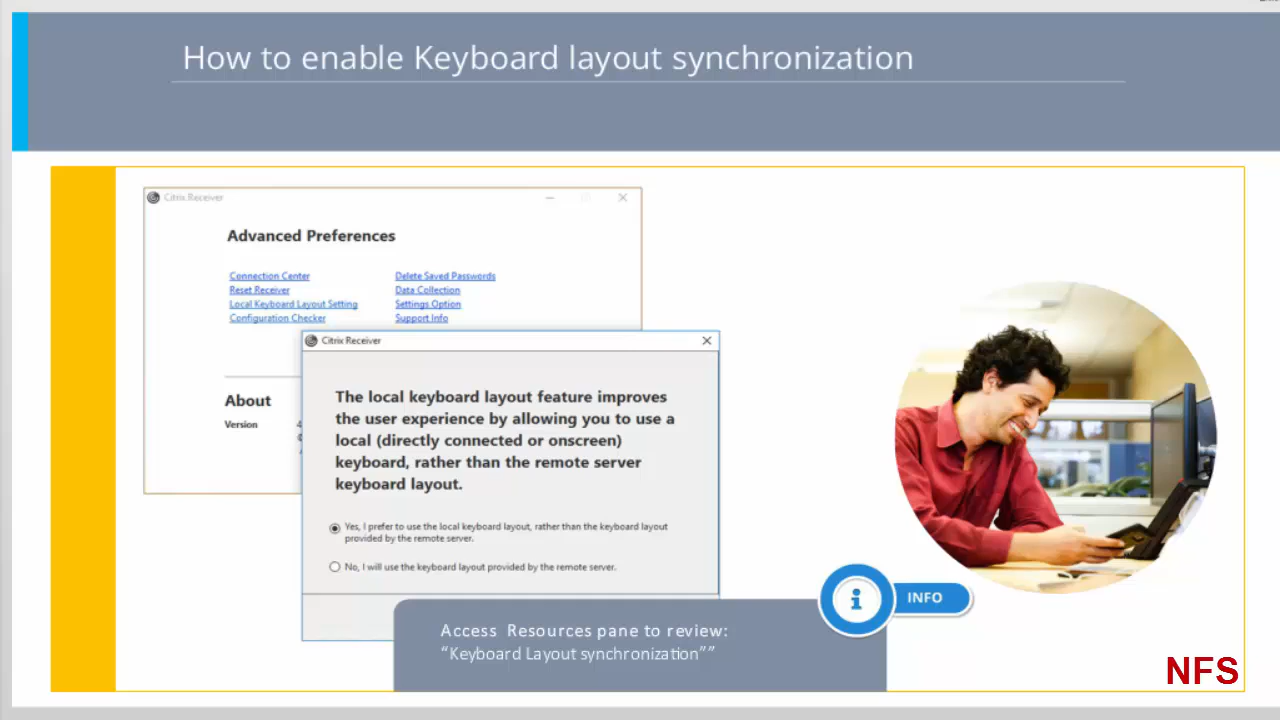 How to enable Keyboard layout synchronization
Citrix Receiver
Advanced Preferences
Connection Center
Delete Saved Passwords
Reset Receiver
Data Collection
Local Keyboard Layout Setting
Settings Option
Configuration Checker
Support Info
About
Version
4
Citrix Receiver
The local keyboard layout feature improves
the user experience by allowing you to use a
local (directly connected or onscreen)
keyboard, rather than the remote server
keyboard layout.
Yes, I prefer to use the local keyboard layout, rather than the keyboard layout
provided by the remote server.
No, I will use the keyboard layout provided by the remote server.
INFO
Access Resources pane to review:
“Keyboard Layout synchronization””
NFS